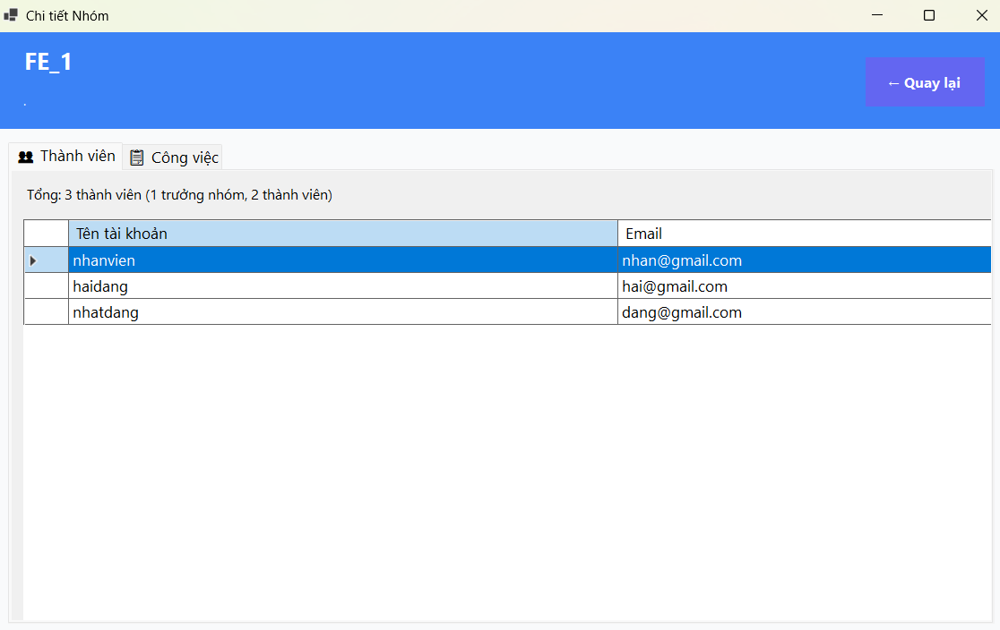 Chi tiết Nhóm
FE_1
.
← Quay lại
Thành viên
Công việc
Tổng: 3 thành viên (1 trưởng nhóm, 2 thành viên)
Tên tài khoản Email
nhanvien nhan@gmail.com
haidang hai@gmail.com
nhatdang dang@gmail.com